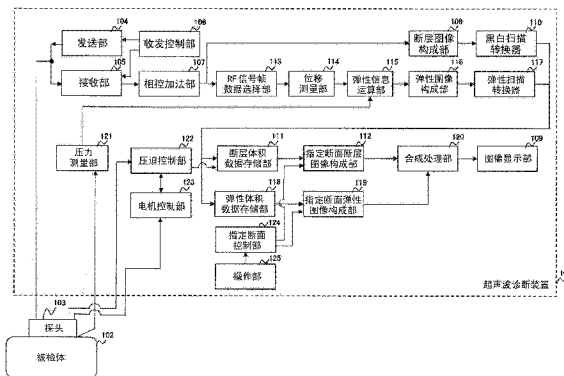 104
发送部
106
收发控制部
108
断层图像
构成部
110
黑白扫描
转换器
105
接收部
107
相控加法部
113
RF信号帧
数据选择部
114
位移
测量部
115
弹性信息
运算部
116
弹性图像
构成部
117
弹性扫描
转换器
121
压力
测量部
122
压迫控制部
111
断层体积
数据存储部
112
指定断面断层
图像构成部
120
合成处理部
109
图像显示部
123
电机控制部
118
弹性体积
数据存储部
119
指定断面弹性
图像构成部
124
指定断面
控制部
125
操作部
超声波诊断装置
103
探头
102
被检体